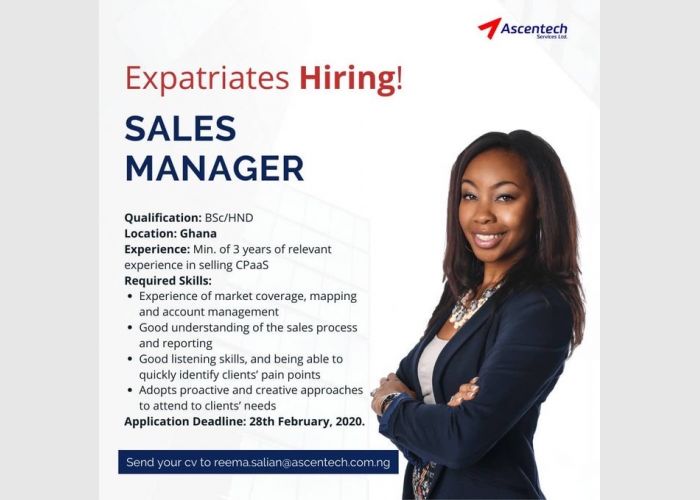 Ascentech
Services Ltd.
Expatriates Hiring!
SALES
MANAGER
Qualification: BSc/HND
Location: Ghana
Experience: Min. of 3 years of relevant
experience in selling CPaaS
Required Skills:
• Experience of market coverage, mapping
and account management
• Good understanding of the sales process
and reporting
• Good listening skills, and being able to
quickly identify clients’ pain points
• Adopts proactive and creative approaches
to attend to clients’ needs
Application Deadline: 28th February, 2020.
Send your cv to reema.salian@ascentech.com.ng